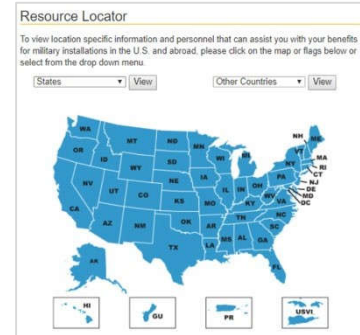 Resource Locator
To view location specific information and personnel that can assist you with your benefits
for military installations in the U.S. and abroad, please click on the map or flags below or
select from the drop down menu.
States View Other Countries View
WA
MT
ND
MN
OR
ID
WY
SD
WI
MI
NH
VT
ME
NY
MA
RI
CT
NJ
DE
MD
DC
NV
UT
CO
NE
IA
IL
IN
OH
PA
WV
VA
CA
KS
MO
KY
NC
AZ
NM
OK
AR
TN
SC
TX
LA
MS
AL
GA
FL
AK
HI
GU
PR
USVI